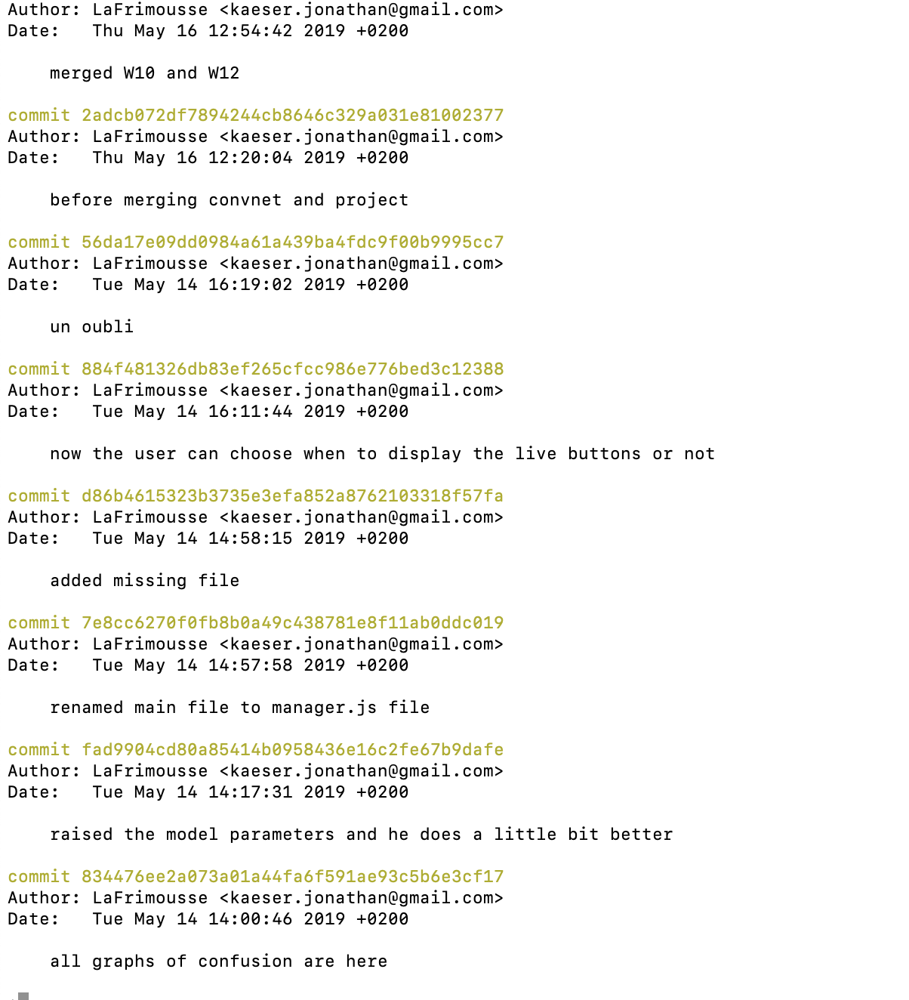 Author: LaFrimousse <kaeser.jonathan@gmail.com>
Date:   Thu May 16 12:54:42 2019 +0200
merged W10 and W12
commit 2adcb072df7894244cb8646c329a031e81002377
Author: LaFrimousse <kaeser.jonathan@gmail.com>
Date:   Thu May 16 12:20:04 2019 +0200
before merging convnet and project
commit 56da17e09dd0984a61a439ba4fdc9f00b9995cc7
Author: LaFrimousse <kaeser.jonathan@gmail.com>
Date:   Tue May 14 16:19:02 2019 +0200
un oubli
commit 884f481326db83ef265cfcc986e776bed3c12388
Author: LaFrimousse <kaeser.jonathan@gmail.com>
Date:   Tue May 14 16:11:44 2019 +0200
now the user can choose when to display the live buttons or not
commit d86b4615323b3735e3efa852a8762103318f57fa
Author: LaFrimousse <kaeser.jonathan@gmail.com>
Date:   Tue May 14 14:58:15 2019 +0200
added missing file
commit 7e8cc6270f0fb8b0a49c438781e8f11ab0ddc019
Author: LaFrimousse <kaeser.jonathan@gmail.com>
Date:   Tue May 14 14:57:58 2019 +0200
renamed main file to manager.js file
commit fad9904cd80a85414b0958436e16c2fe67b9dafe
Author: LaFrimousse <kaeser.jonathan@gmail.com>
Date:   Tue May 14 14:17:31 2019 +0200
raised the model parameters and he does a little bit better
commit 834476ee2a073a01a44fa6f591ae93c5b6e3cf17
Author: LaFrimousse <kaeser.jonathan@gmail.com>
Date:   Tue May 14 14:00:46 2019 +0200
all graphs of confusion are here